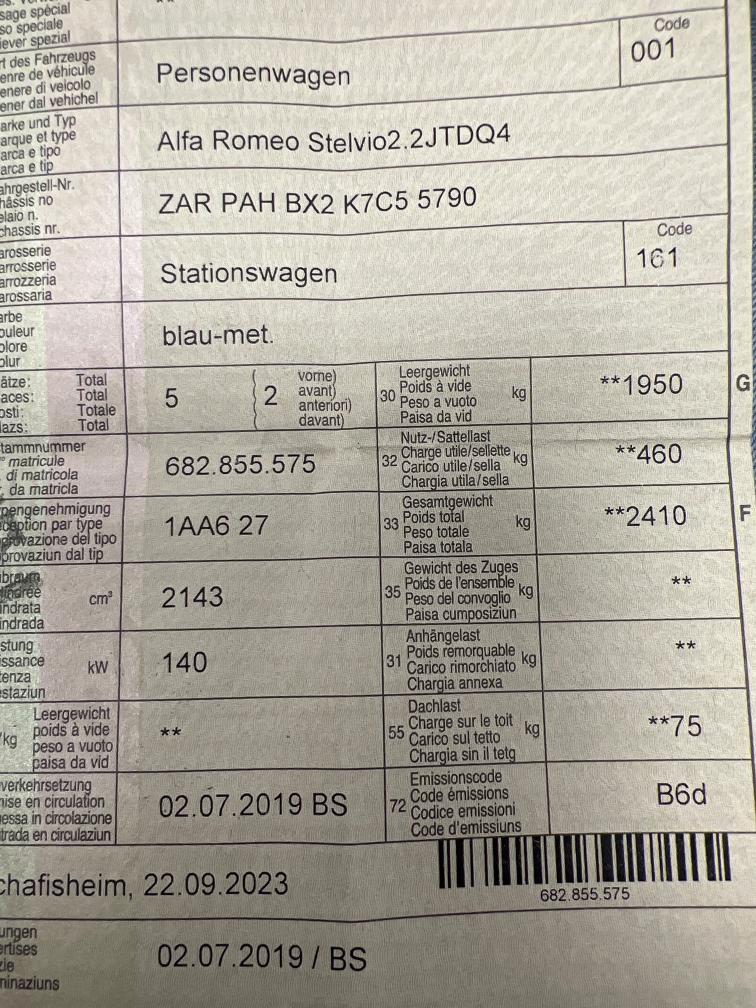 sage spécial
so speciale
iever spezial
Code
001
rt des Fahrzeugs
enre de véhicule
enere di veicolo
ener dal vehichel
Personenwagen
arke und Typ
arque et type
arca e tipo
arca e tip
Alfa Romeo Stelvio2.2JTDQ4
ahrgestell-Nr.
hâssis no
elaio n.
chassis nr.
ZAR PAH BX2 K7C5 5790
arosserie
arrosserie
arrozzeria
arossaria
Stationswagen
Code
161
arbe
ouleur
olore
olur
blau-met.
ätze: Total
aces: Total
osti: Totale
lazs: Total
5
( 2 vorne)
avant)
anteriori)
davant)
30 Leergewicht
Poids à vide
Peso a vuoto
Paisa da vid
kg
**1950
G
tammnummer
° matricule
. di matricola
. da matricla
682.855.575
32 Nutz-/Sattellast
Charge utile/sellette
Carico utile/sella
Chargia utila/sella
kg
**460
pengenehmigung
ception par type
provazione del tipo
provaziun dal tip
1AA6 27
33 Gesamtgewicht
Poids total
Peso totale
Paisa totala
kg
**2410
F
braum
lindrée
indrata
indrada
cm³
2143
35 Gewicht des Zuges
Poids de l'ensemble
Peso del convoglio
Paisa cumposiziun
kg
**
stung
issance
tenza
estaziun
kW
140
31 Anhängelast
Poids remorquable
Carico rimorchiato
Chargia annexa
kg
**
/kg
Leergewicht
poids à vide
peso a vuoto
paisa da vid
**
55 Dachlast
Charge sur le toit
Carico sul tetto
Chargia sin il tetg
kg
**75
verkehrsetzung
mise en circulation
messa in circolazione
trada en circulaziun
02.07.2019 BS
72 Emissionscode
Code émissions
Codice emissioni
Code d'emissiuns
B6d
chafisheim, 22.09.2023
682.855.575
ungen
ertises
zie
minaziuns
02.07.2019 / BS